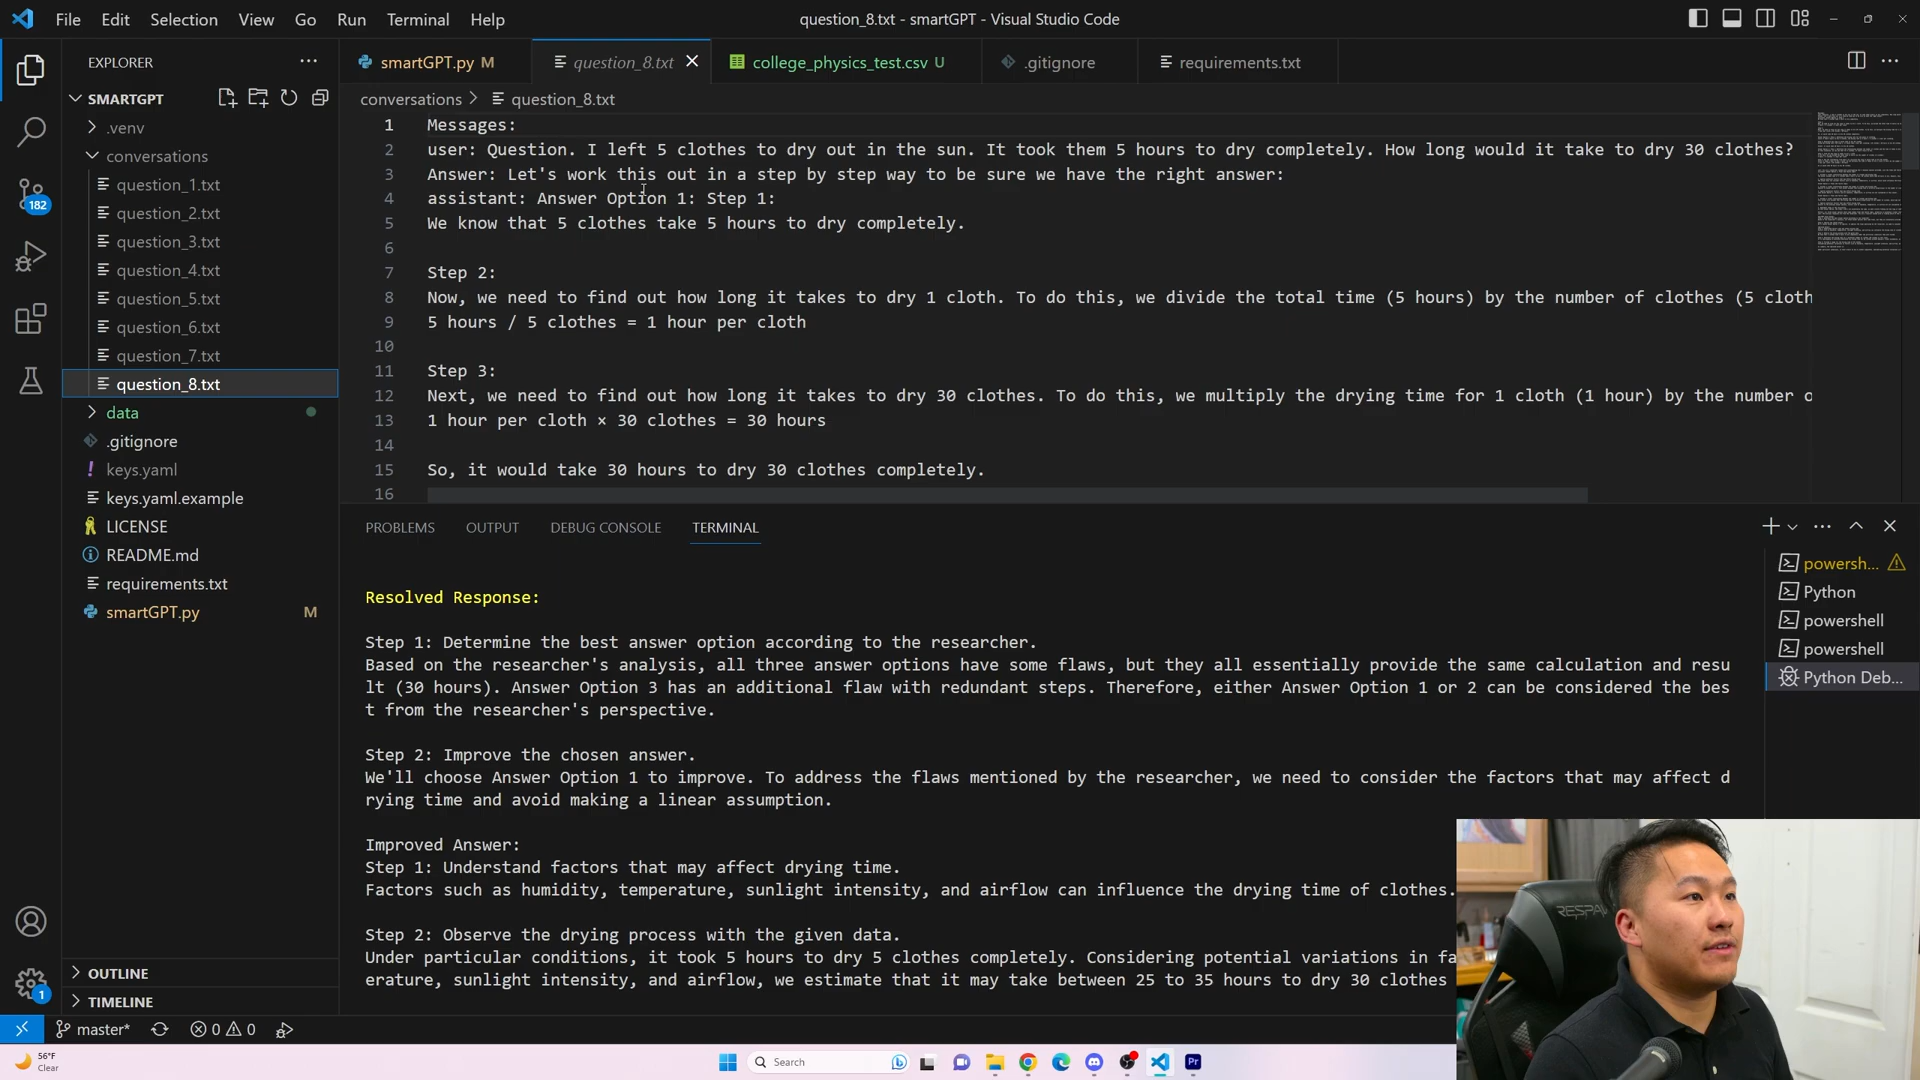 File Edit Selection View Go Run Terminal Help
question_8.txt - smartGPT - Visual Studio Code
EXPLORER
SMARTGPT
.venv
conversations
question_1.txt
question_2.txt
question_3.txt
question_4.txt
question_5.txt
question_6.txt
question_7.txt
question_8.txt
data
.gitignore
keys.yaml
keys.yaml.example
LICENSE
README.md
requirements.txt
smartGPT.py M
OUTLINE
TIMELINE
182
1
smartGPT.py M question_8.txt college_physics_test.csv U .gitignore requirements.txt
conversations > question_8.txt
1 Messages:
2 user: Question. I left 5 clothes to dry out in the sun. It took them 5 hours to dry completely. How long would it take to dry 30 clothes?
3 Answer: Let's work this out in a step by step way to be sure we have the right answer:
4 assistant: Answer Option 1: Step 1:
5 We know that 5 clothes take 5 hours to dry completely.
6
7 Step 2:
8 Now, we need to find out how long it takes to dry 1 cloth. To do this, we divide the total time (5 hours) by the number of clothes (5 cloth
9 5 hours / 5 clothes = 1 hour per cloth
10
11 Step 3:
12 Next, we need to find out how long it takes to dry 30 clothes. To do this, we multiply the drying time for 1 cloth (1 hour) by the number o
13 1 hour per cloth × 30 clothes = 30 hours
14
15 So, it would take 30 hours to dry 30 clothes completely.
16
PROBLEMS OUTPUT DEBUG CONSOLE TERMINAL
Resolved Response:
Step 1: Determine the best answer option according to the researcher.
Based on the researcher's analysis, all three answer options have some flaws, but they all essentially provide the same calculation and resu
lt (30 hours). Answer Option 3 has an additional flaw with redundant steps. Therefore, either Answer Option 1 or 2 can be considered the bes
t from the researcher's perspective.
Step 2: Improve the chosen answer.
We'll choose Answer Option 1 to improve. To address the flaws mentioned by the researcher, we need to consider the factors that may affect d
rying time and avoid making a linear assumption.
Improved Answer:
Step 1: Understand factors that may affect drying time.
Factors such as humidity, temperature, sunlight intensity, and airflow can influence the drying time of clothes.
Step 2: Observe the drying process with the given data.
Under particular conditions, it took 5 hours to dry 5 clothes completely. Considering potential variations in fa
erature, sunlight intensity, and airflow, we estimate that it may take between 25 to 35 hours to dry 30 clothes
powersh...
Python
powershell
powershell
Python Deb...
RESPAW
master* 0 0
56°F
Clear
Search
Pr